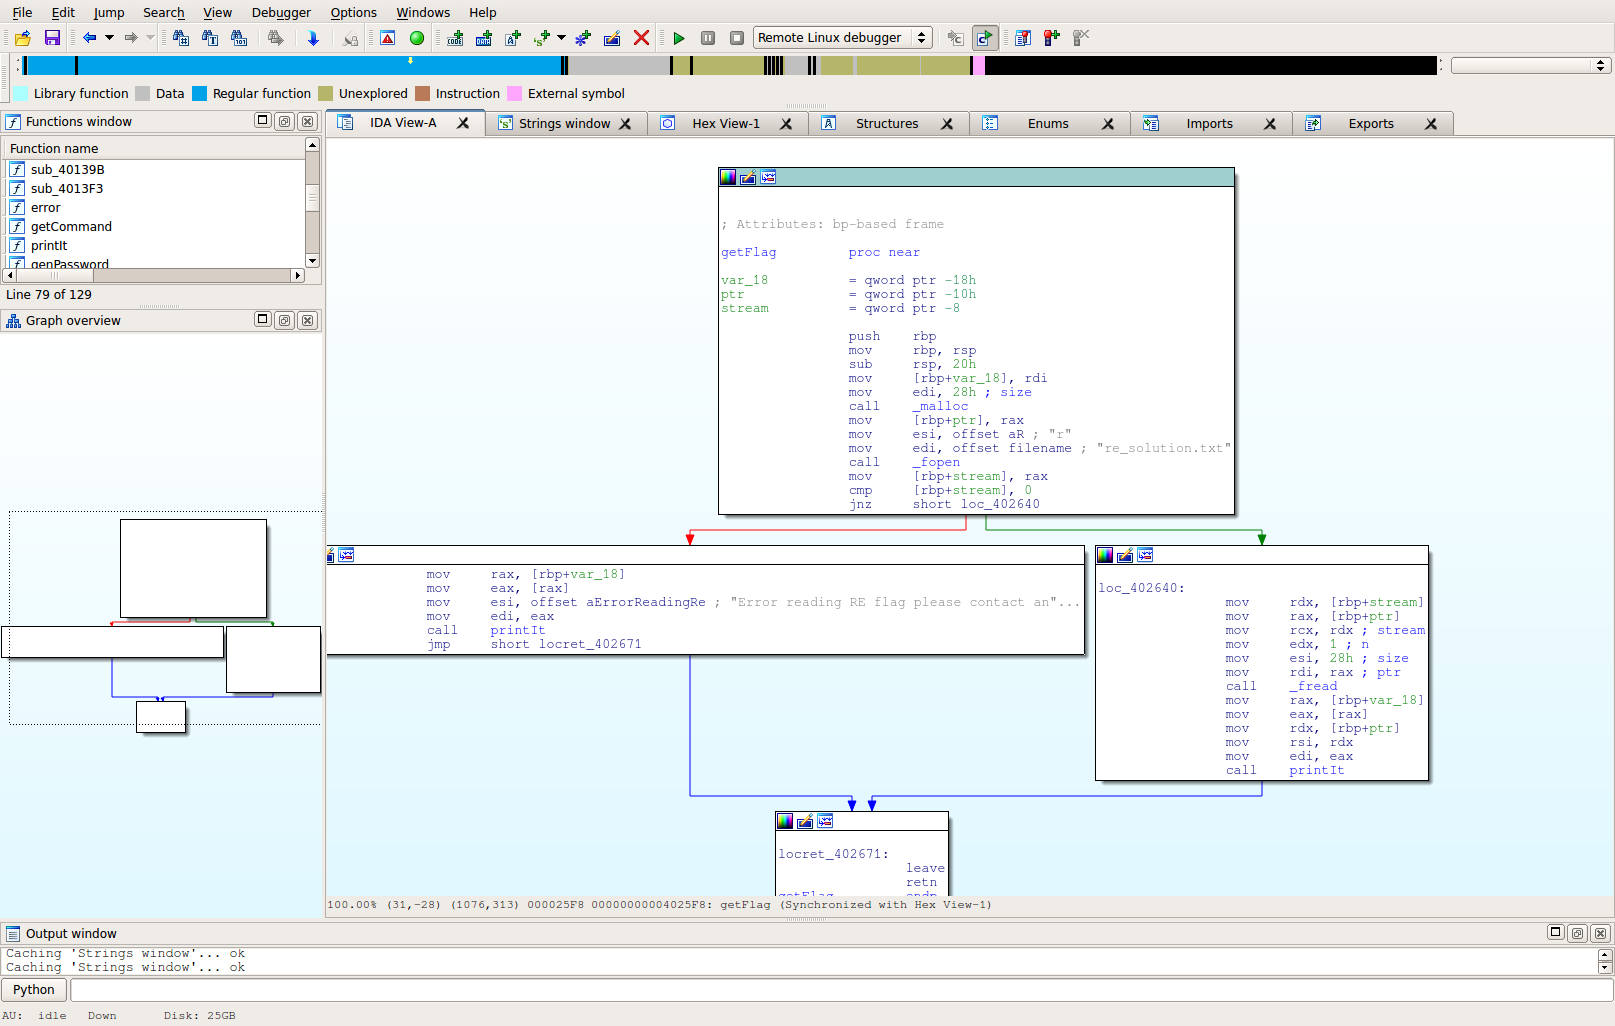 File Edit Jump Search View Debugger Options Windows Help
Remote Linux debugger
Library function Data Regular function Unexplored Instruction External symbol
Functions window
Function name
sub_40139B
sub_4013F3
error
getCommand
printIt
genPassword
Line 79 of 129
Graph overview
IDA View-A Strings window Hex View-1 Structures Enums Imports Exports
; Attributes: bp-based frame
getFlag proc near
var_18 = qword ptr -18h
ptr = qword ptr -10h
stream = qword ptr -8
push rbp
mov rbp, rsp
sub rsp, 20h
mov [rbp+var_18], rdi
mov edi, 28h ; size
call _malloc
mov [rbp+ptr], rax
mov esi, offset aR ; "r"
mov edi, offset filename ; "re_solution.txt"
call _fopen
mov [rbp+stream], rax
cmp [rbp+stream], 0
jnz short loc_402640
mov rax, [rbp+var_18]
mov eax, [rax]
mov esi, offset aErrorReadingRe ; "Error reading RE flag please contact an"...
mov edi, eax
call printIt
jmp short locret_402671
loc_402640:
mov rdx, [rbp+stream]
mov rax, [rbp+ptr]
mov rcx, rdx ; stream
mov edx, 1 ; n
mov esi, 28h ; size
mov rdi, rax ; ptr
call _fread
mov rax, [rbp+var_18]
mov eax, [rax]
mov rdx, [rbp+ptr]
mov rsi, rdx
mov edi, eax
call printIt
locret_402671:
leave
retn
getFlag endp
100.00% (31,-28) (1076,313) 000025F8 00000000004025F8: getFlag (Synchronized with Hex View-1)
Output window
Caching 'Strings window'... ok
Caching 'Strings window'... ok
Python
AU: idle Down Disk: 25GB